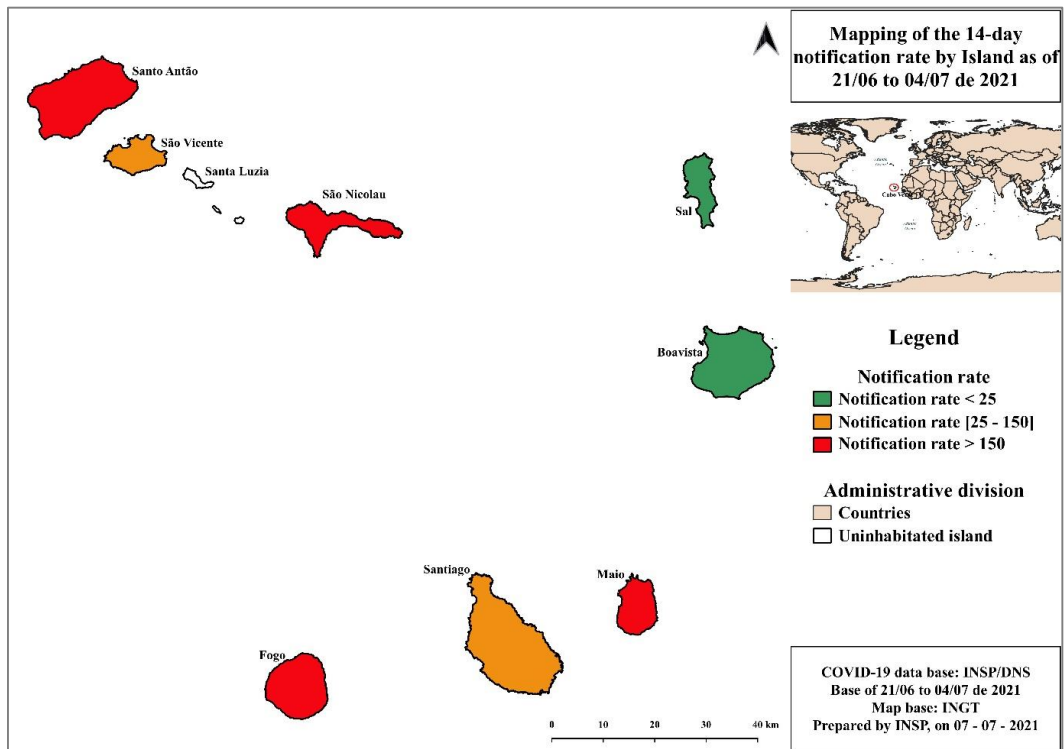 Mapping of the 14-day
notification rate by Island as of
21/06 to 04/07 de 2021
Santo Antão
São Vicente
Santa Luzia
São Nicolau
Sal
Boavista
Legend
Notification rate
Notification rate < 25
Notification rate [25 - 150]
Notification rate > 150
Administrative division
Countries
Uninhabitated island
Santiago
Maio
Fogo
0 10 20 30 40 km
COVID-19 data base: INSP/DNS
Base of 21/06 to 04/07 de 2021
Map base: INGT
Prepared by INSP, on 07 - 07 - 2021